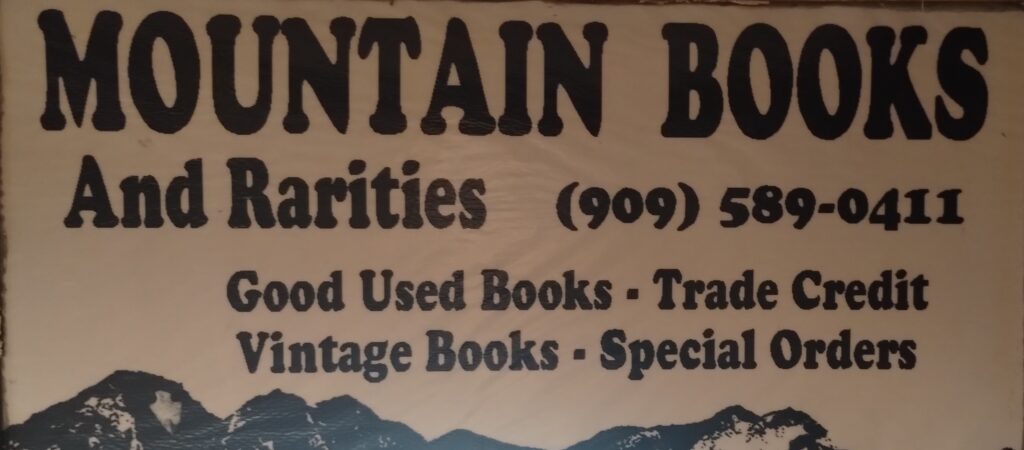 MOUNTAIN BOOKS
And Rarities (909) 589-0411
Good Used Books - Trade Credit
Vintage Books - Special Orders